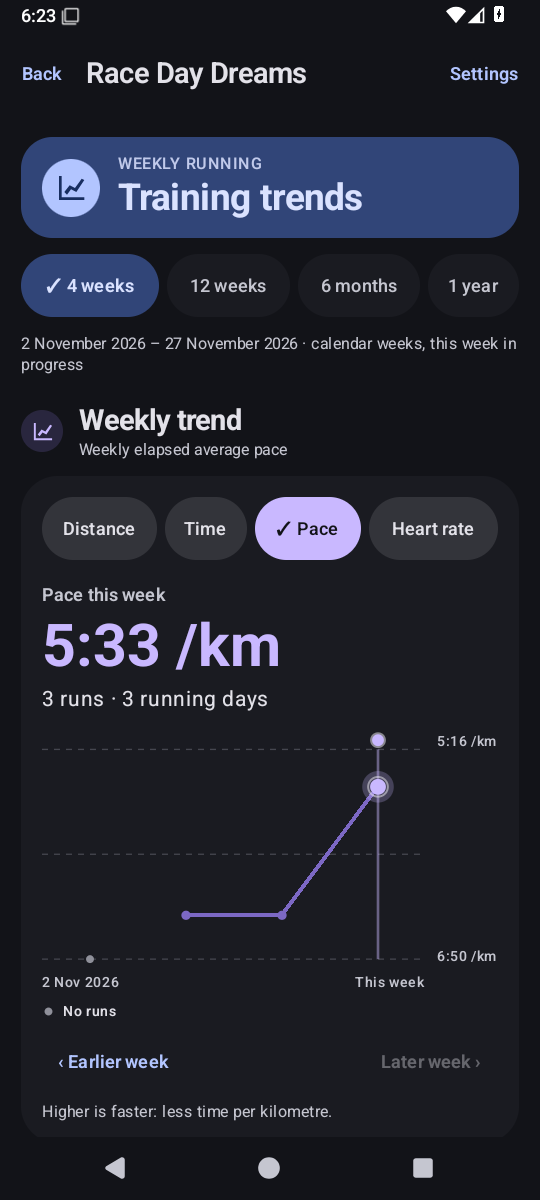 6:23
Back
Race Day Dreams
Settings
WEEKLY RUNNING
Training trends
✓ 4 weeks
12 weeks
6 months
1 year
2 November 2026 – 27 November 2026 · calendar weeks, this week in
progress
Weekly trend
Weekly elapsed average pace
Distance
Time
✓ Pace
Heart rate
Pace this week
5:33 /km
3 runs · 3 running days
5:16 /km
6:50 /km
2 Nov 2026
This week
No runs
‹ Earlier week
Later week ›
Higher is faster: less time per kilometre.